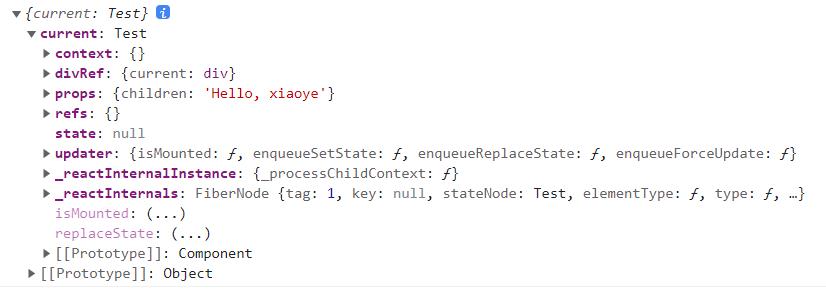 {current: Test} i
current: Test
context: {}
divRef: {current: div}
props: {children: 'Hello, xiaoye'}
refs: {}
state: null
updater: {isMounted: ƒ, enqueueSetState: ƒ, enqueueReplaceState: ƒ, enqueueForceUpdate: ƒ}
_reactInternalInstance: {_processChildContext: ƒ}
_reactInternals: FiberNode {tag: 1, key: null, stateNode: Test, elementType: ƒ, type: ƒ, …}
isMounted: (...)
replaceState: (...)
[[Prototype]]: Component
[[Prototype]]: Object